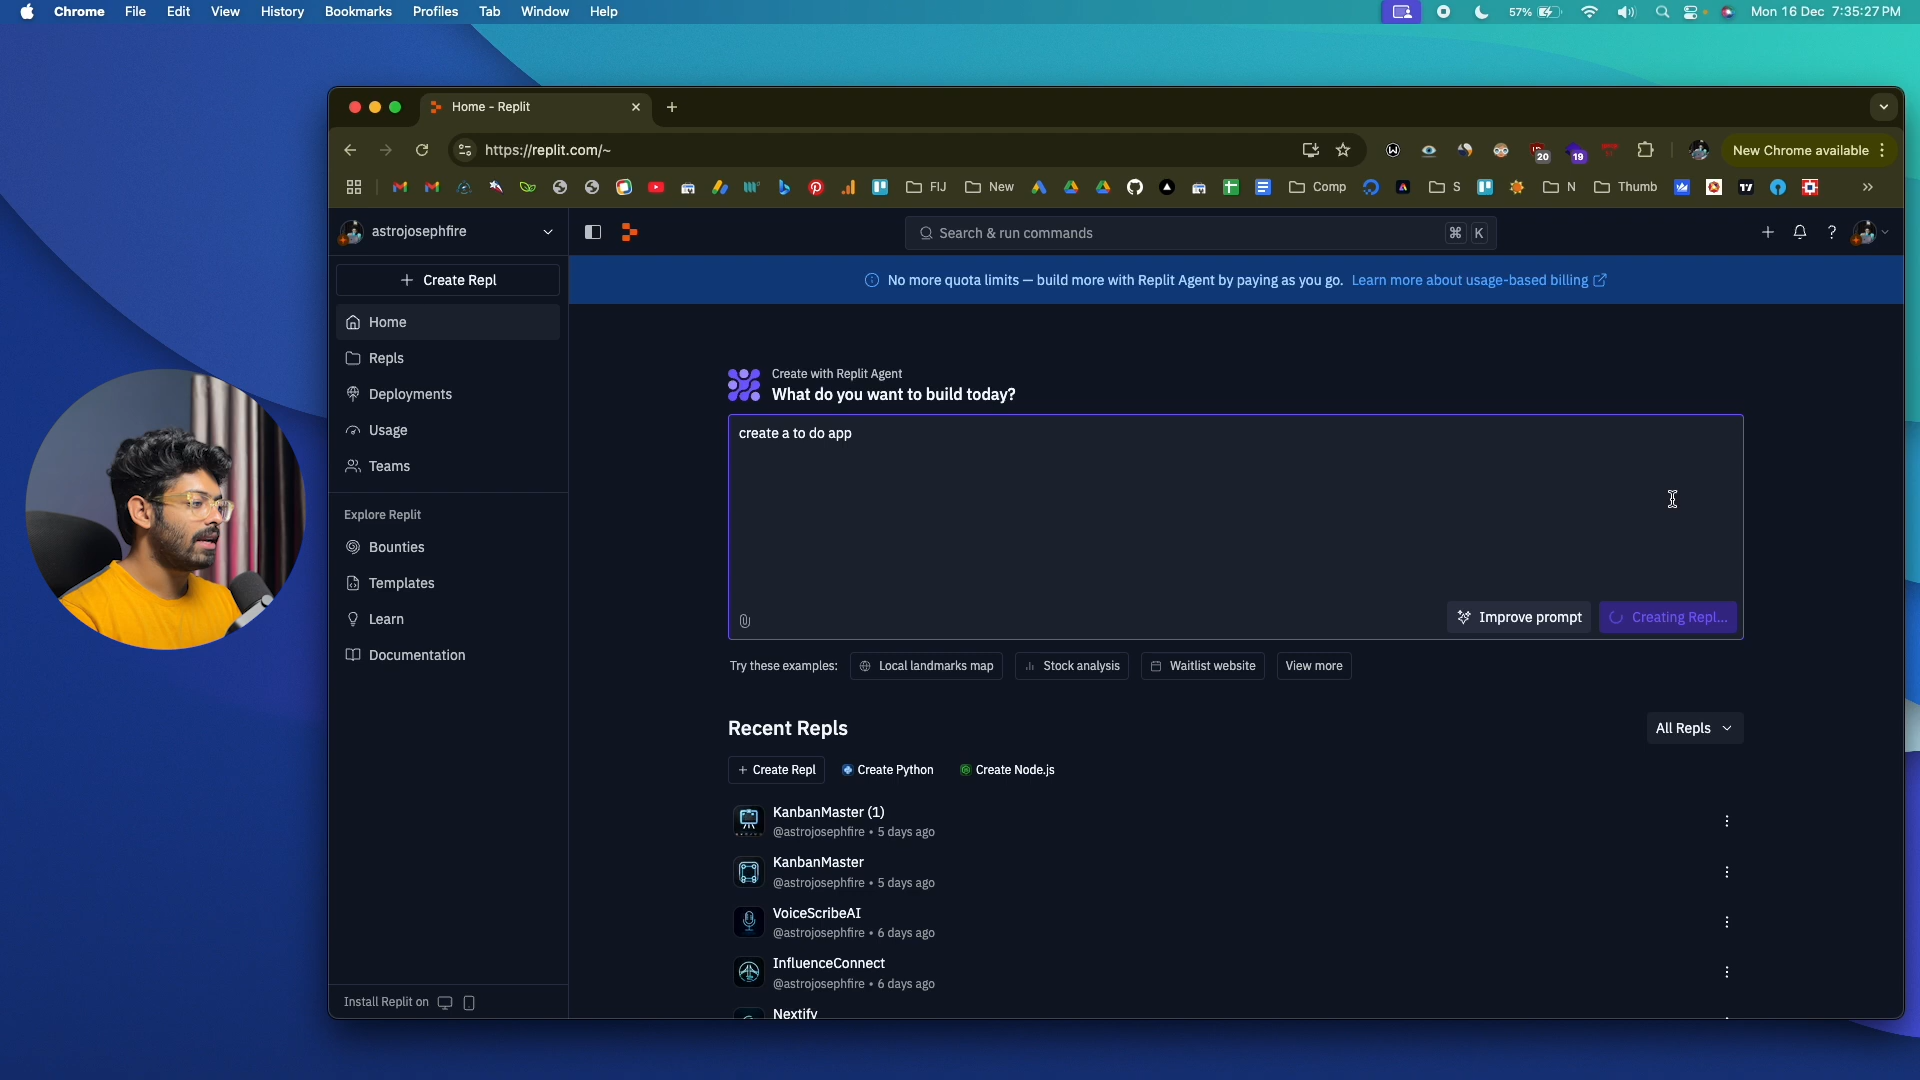 Chrome File Edit View History Bookmarks Profiles Tab Window Help
57% Mon 16 Dec 7:35:27 PM
Home - Replit
https://replit.com/~
20
19
New Chrome available
FIJ
New
Comp
S
N
Thumb
astrojosephfire
Search & run commands
⌘ K
?
+ Create Repl
No more quota limits — build more with Replit Agent by paying as you go. Learn more about usage-based billing
Home
Repls
Deployments
Usage
Teams
Explore Replit
Bounties
Templates
Learn
Documentation
Install Replit on
Create with Replit Agent
What do you want to build today?
create a to do app
Improve prompt
Creating Repl...
Try these examples:
Local landmarks map
Stock analysis
Waitlist website
View more
Recent Repls
All Repls
+ Create Repl
Create Python
Create Node.js
KanbanMaster (1)
@astrojosephfire • 5 days ago
KanbanMaster
@astrojosephfire • 5 days ago
VoiceScribeAI
@astrojosephfire • 6 days ago
InfluenceConnect
@astrojosephfire • 6 days ago
Nextify